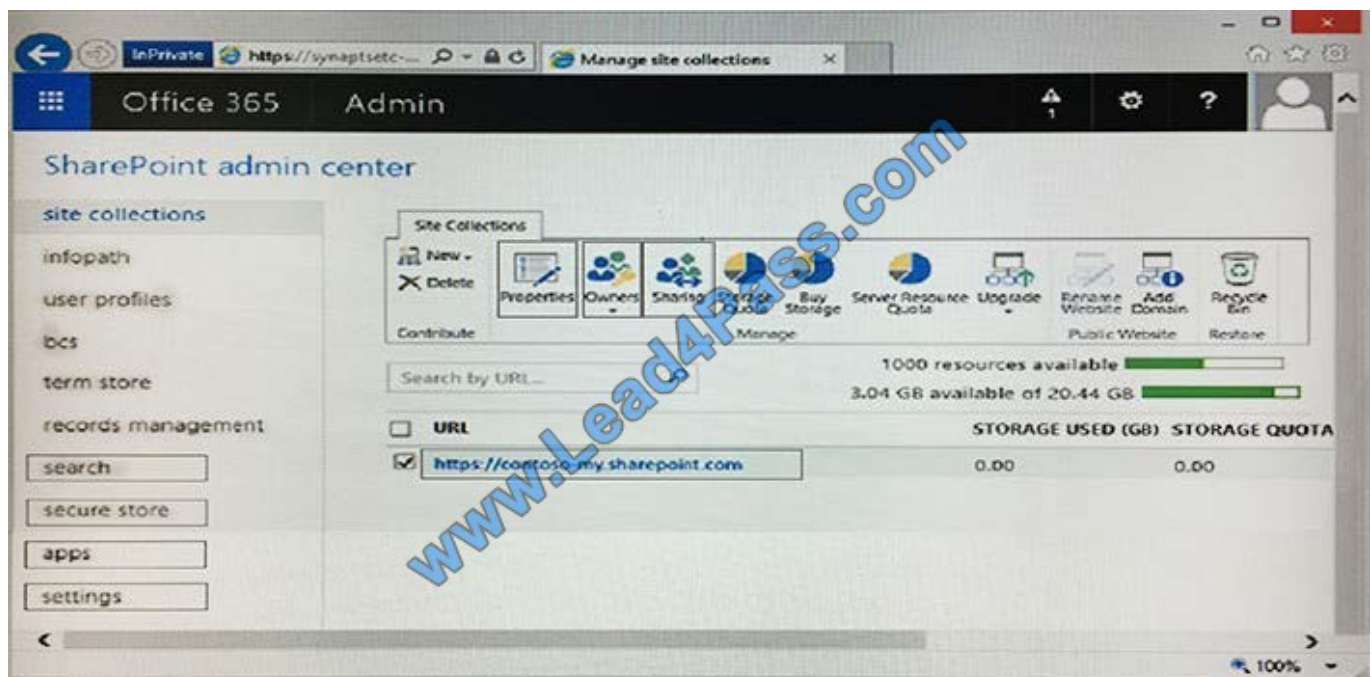 InPrivate https://synaptsetc-... Manage site collections
Office 365 Admin 1 ?
SharePoint admin center
site collections
infopath
user profiles
bcs
term store
records management
search
secure store
apps
settings
Site Collections
New
Delete
Contribute
Properties Owners Sharing Storage Quota Buy Storage Server Resource Quota Upgrade
Manage
Rename Website Add Domain
Public Website
Recycle Bin
Restore
Search by URL...
1000 resources available
3.04 GB available of 20.44 GB
URL STORAGE USED (GB) STORAGE QUOTA
https://contoso-my.sharepoint.com 0.00 0.00
100%
www.Lead4Pass.com